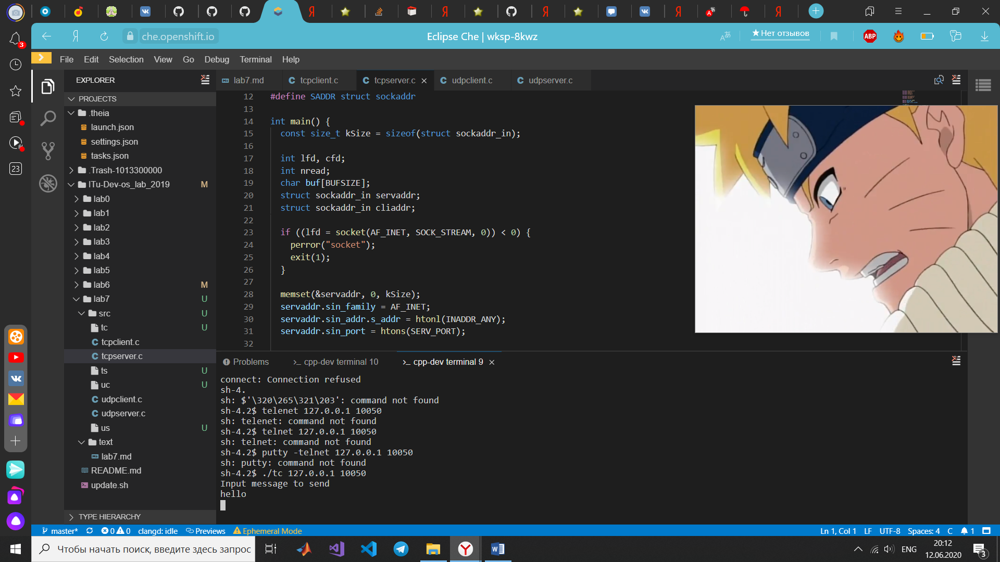 che.openshift.io
Eclipse Che | wksp-8kwz
★ Нет отзывов
ABP
3
23
File Edit Selection View Go Debug Terminal Help
EXPLORER
PROJECTS
.theia
launch.json
settings.json
tasks.json
.Trash-1013300000
ITu-Dev-os_lab_2019 M
lab0
lab1
lab2
lab3
lab4
lab5
lab6 M
lab7 U
src U
tc U
tcpclient.c
tcpserver.c
ts U
uc U
udpclient.c
udpserver.c
us U
text
lab7.md
README.md
update.sh
TYPE HIERARCHY
lab7.md tcpclient.c tcpserver.c udpclient.c udpserver.c
12 #define SADDR struct sockaddr
13
14 int main() {
15 const size_t kSize = sizeof(struct sockaddr_in);
16
17 int lfd, cfd;
18 int nread;
19 char buf[BUFSIZE];
20 struct sockaddr_in servaddr;
21 struct sockaddr_in cliaddr;
22
23 if ((lfd = socket(AF_INET, SOCK_STREAM, 0)) < 0) {
24 perror("socket");
25 exit(1);
26 }
27
28 memset(&servaddr, 0, kSize);
29 servaddr.sin_family = AF_INET;
30 servaddr.sin_addr.s_addr = htonl(INADDR_ANY);
31 servaddr.sin_port = htons(SERV_PORT);
32
Problems >_ cpp-dev terminal 10 >_ cpp-dev terminal 9
connect: Connection refused
sh-4.
sh: $'\320\265\321\203': command not found
sh-4.2$ telenet 127.0.0.1 10050
sh: telenet: command not found
sh-4.2$ telnet 127.0.0.1 10050
sh: telnet: command not found
sh-4.2$ putty -telnet 127.0.0.1 10050
sh: putty: command not found
sh-4.2$ ./tc 127.0.0.1 10050
Input message to send
hello
master* 0 0 clangd: idle Previews Ephemeral Mode
Ln 1, Col 1 LF UTF-8 Spaces: 4 C 1
Чтобы начать поиск, введите здесь запрос
ENG
20:12
12.06.2020
3